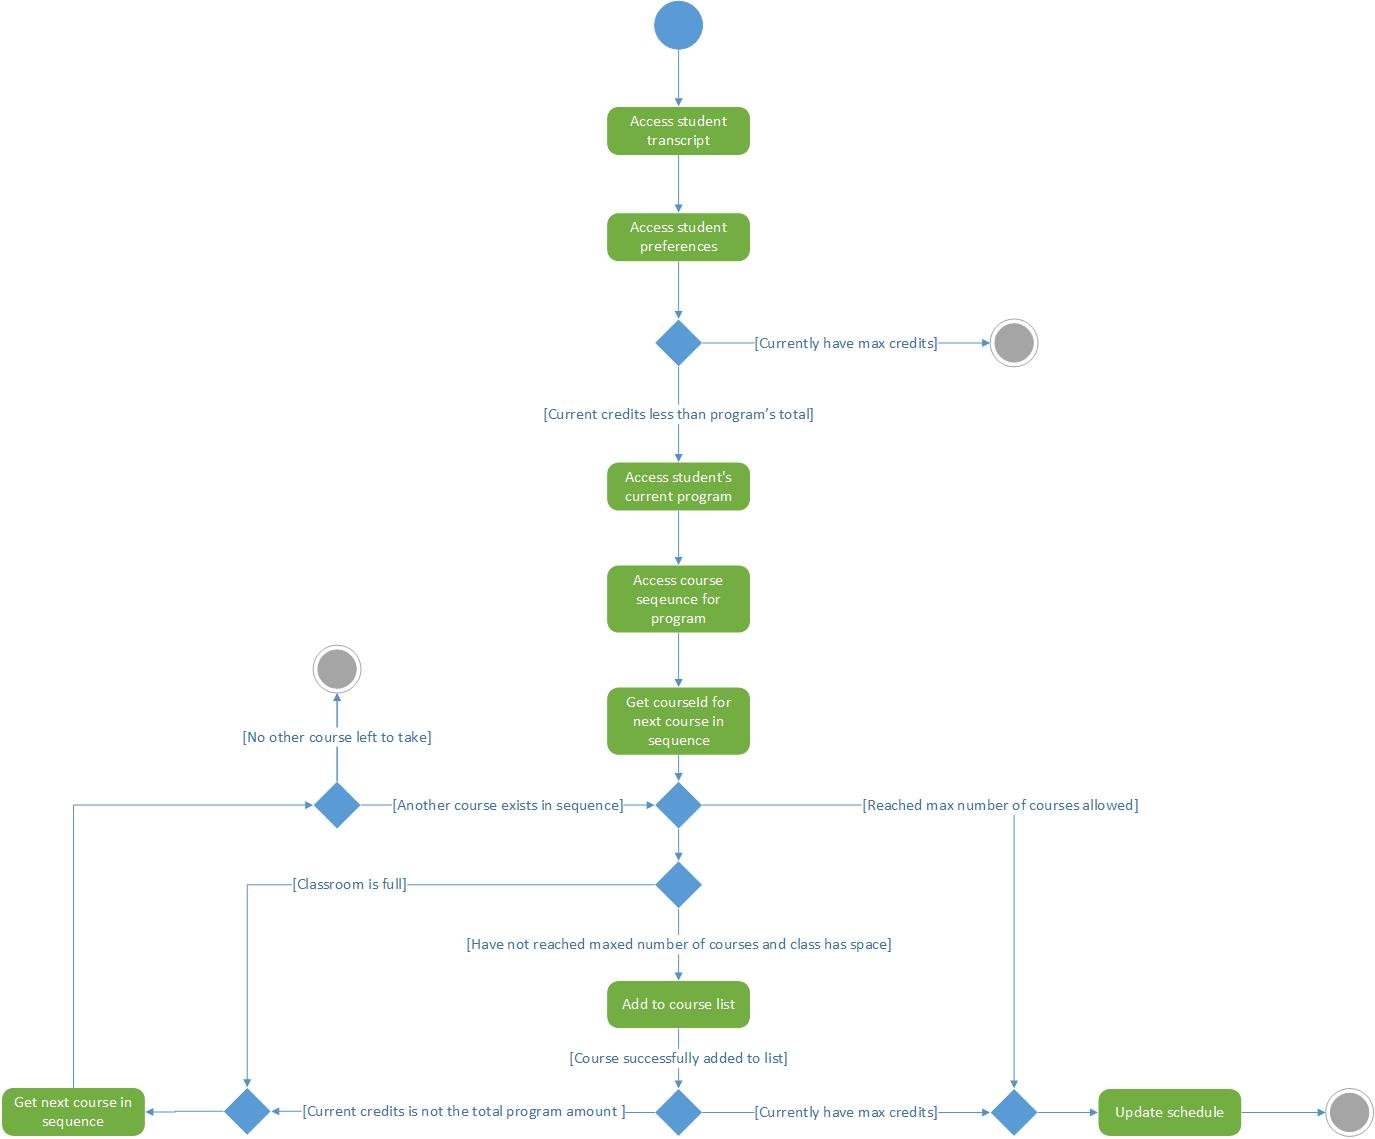 Access student
transcript
Access student
preferences
[Currently have max credits]
[Current credits less than program’s total]
Access student's
current program
Access course
seqeunce for
program
Get courseId for
next course in
sequence
[No other course left to take]
[Another course exists in sequence]
[Reached max number of courses allowed]
[Classroom is full]
[Have not reached maxed number of courses and class has space]
Add to course list
[Course successfully added to list]
Get next course in
sequence
[Current credits is not the total program amount ]
[Currently have max credits]
Update schedule